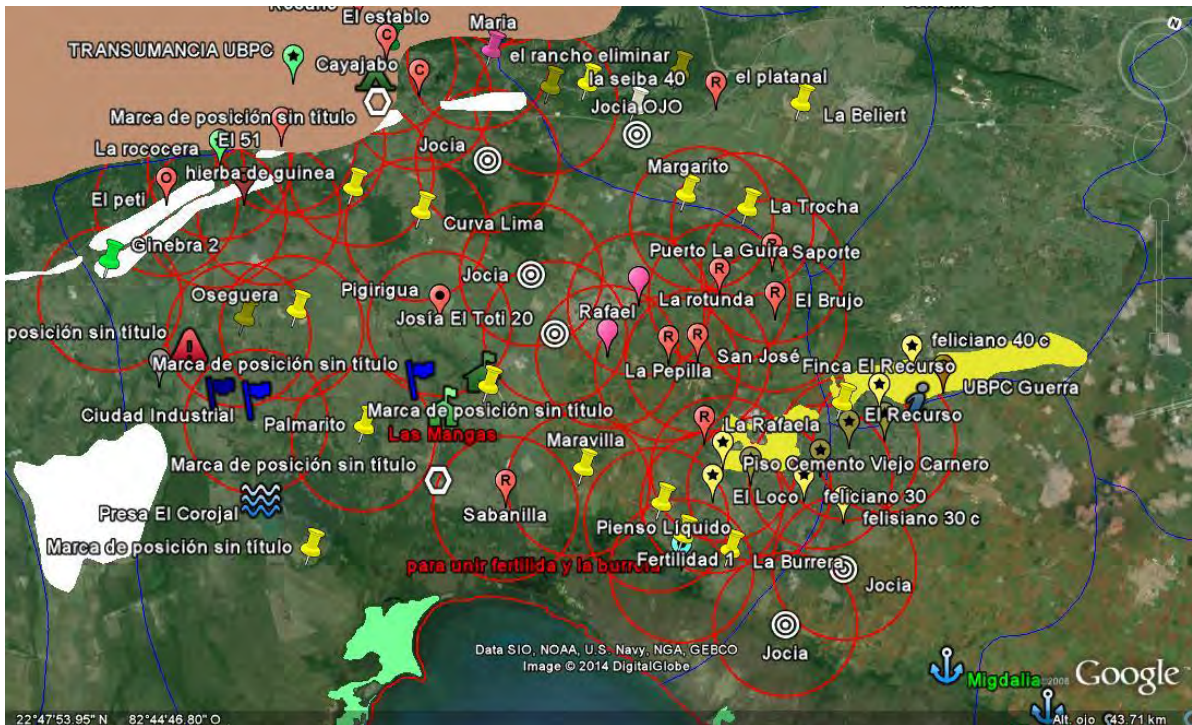 El establo
Maria
TRANSUMANCIA UBPC
el rancho eliminar
Cayajabo
la seiba 40
el platanal
Jocia OJO
La Beliert
Marca de posición sin título
El 51
La rococera
Jocia
Margarito
hierba de guinea
El peti
La Trocha
Curva Lima
Ginebra 2
Puerto La Guira
Saporte
Jocia
Oseguera
Pigirigua
La rotunda
El Brujo
Rafael
Josía El Toti 20
posición sin título
feliciano 40 c
San José
Finca El Recurso
Marca de posición sin título
La Pepilla
UBPC Guerra
Ciudad Industrial
Palmarito
Marca de posición sin título
El Recurso
La Rafaela
Las Mangas
Maravilla
Marca de posición sin título
Piso Cemento Viejo Carnero
El Loco
feliciano 30
Presa El Corojal
Sabanilla
felisiano 30 c
Pienso Líquido
Marca de posición sin título
Fertilidad 1
La Burrera
para unir fertilida y la burrera
Jocia
Jocia
Data SIO, NOAA, U.S. Navy, NGA, GEBCO
Image © 2014 DigitalGlobe
Migdalia
©2008
Google
22°47'53.95" N 82°44'46.80" O
Alt. ojo 43.71 km
N
C
C
R
O
R
R
R
R
R
R
R